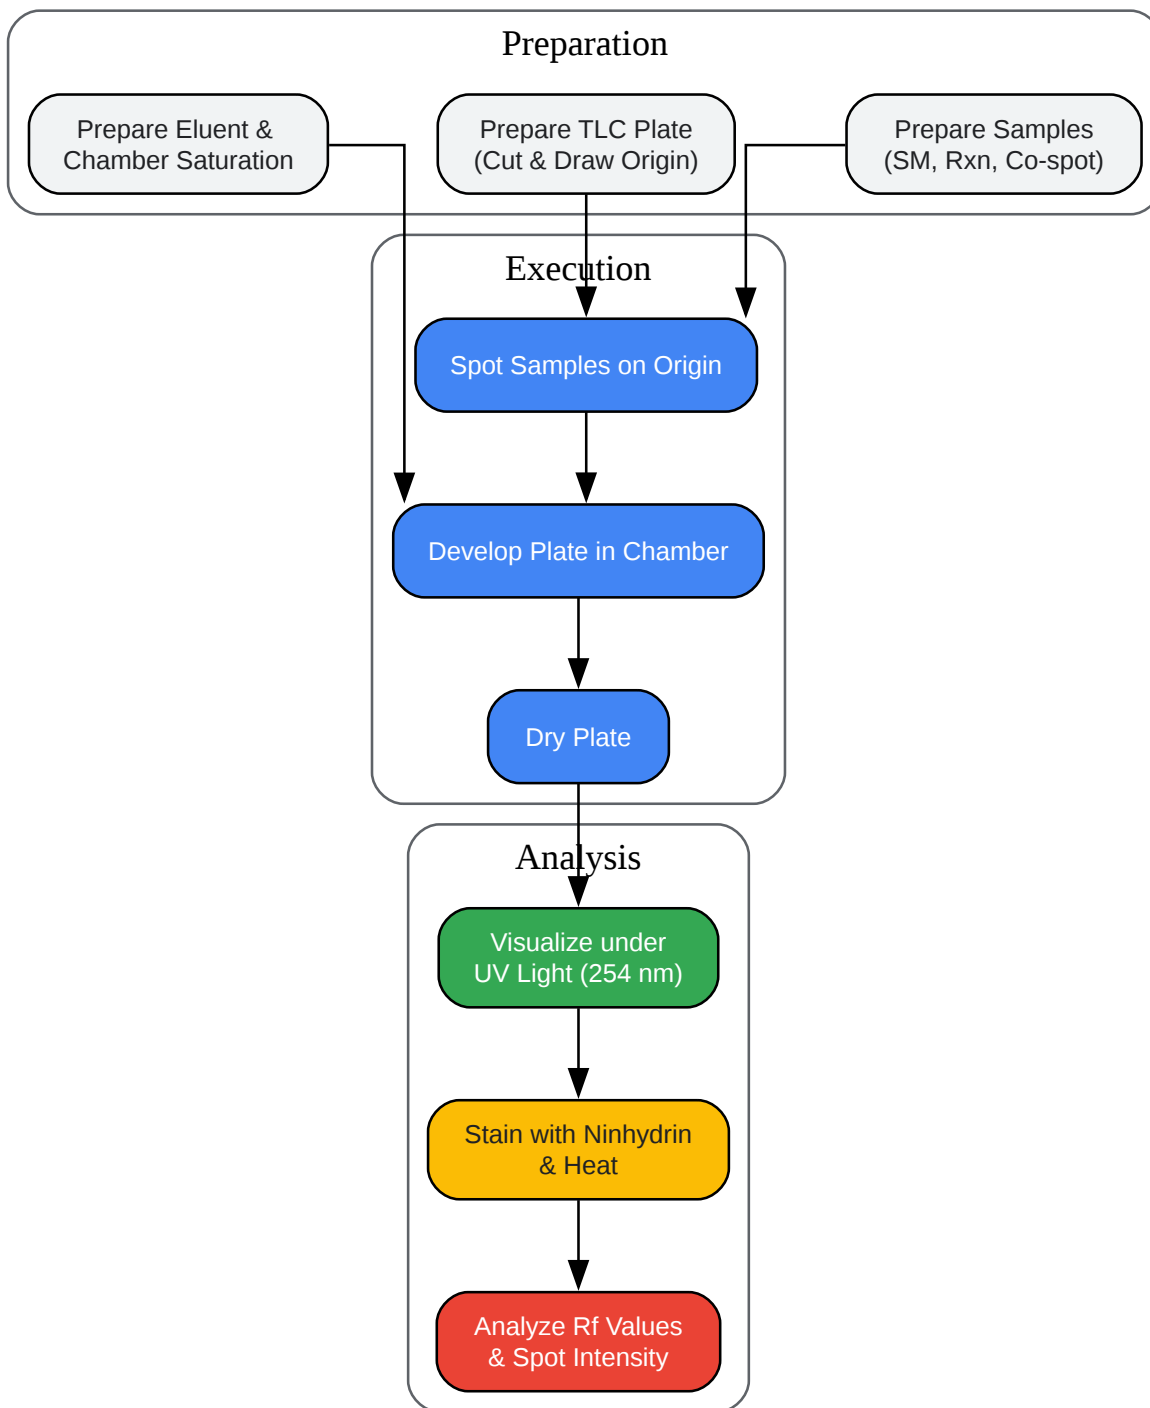 Preparation
Prepare Eluent &
Chamber Saturation
Prepare TLC Plate
(Cut & Draw Origin)
Prepare Samples
(SM, Rxn, Co-spot)
Execution
Spot Samples on Origin
Develop Plate in Chamber
Dry Plate
Analysis
Visualize under
UV Light (254 nm)
Stain with Ninhydrin
& Heat
Analyze Rf Values
& Spot Intensity